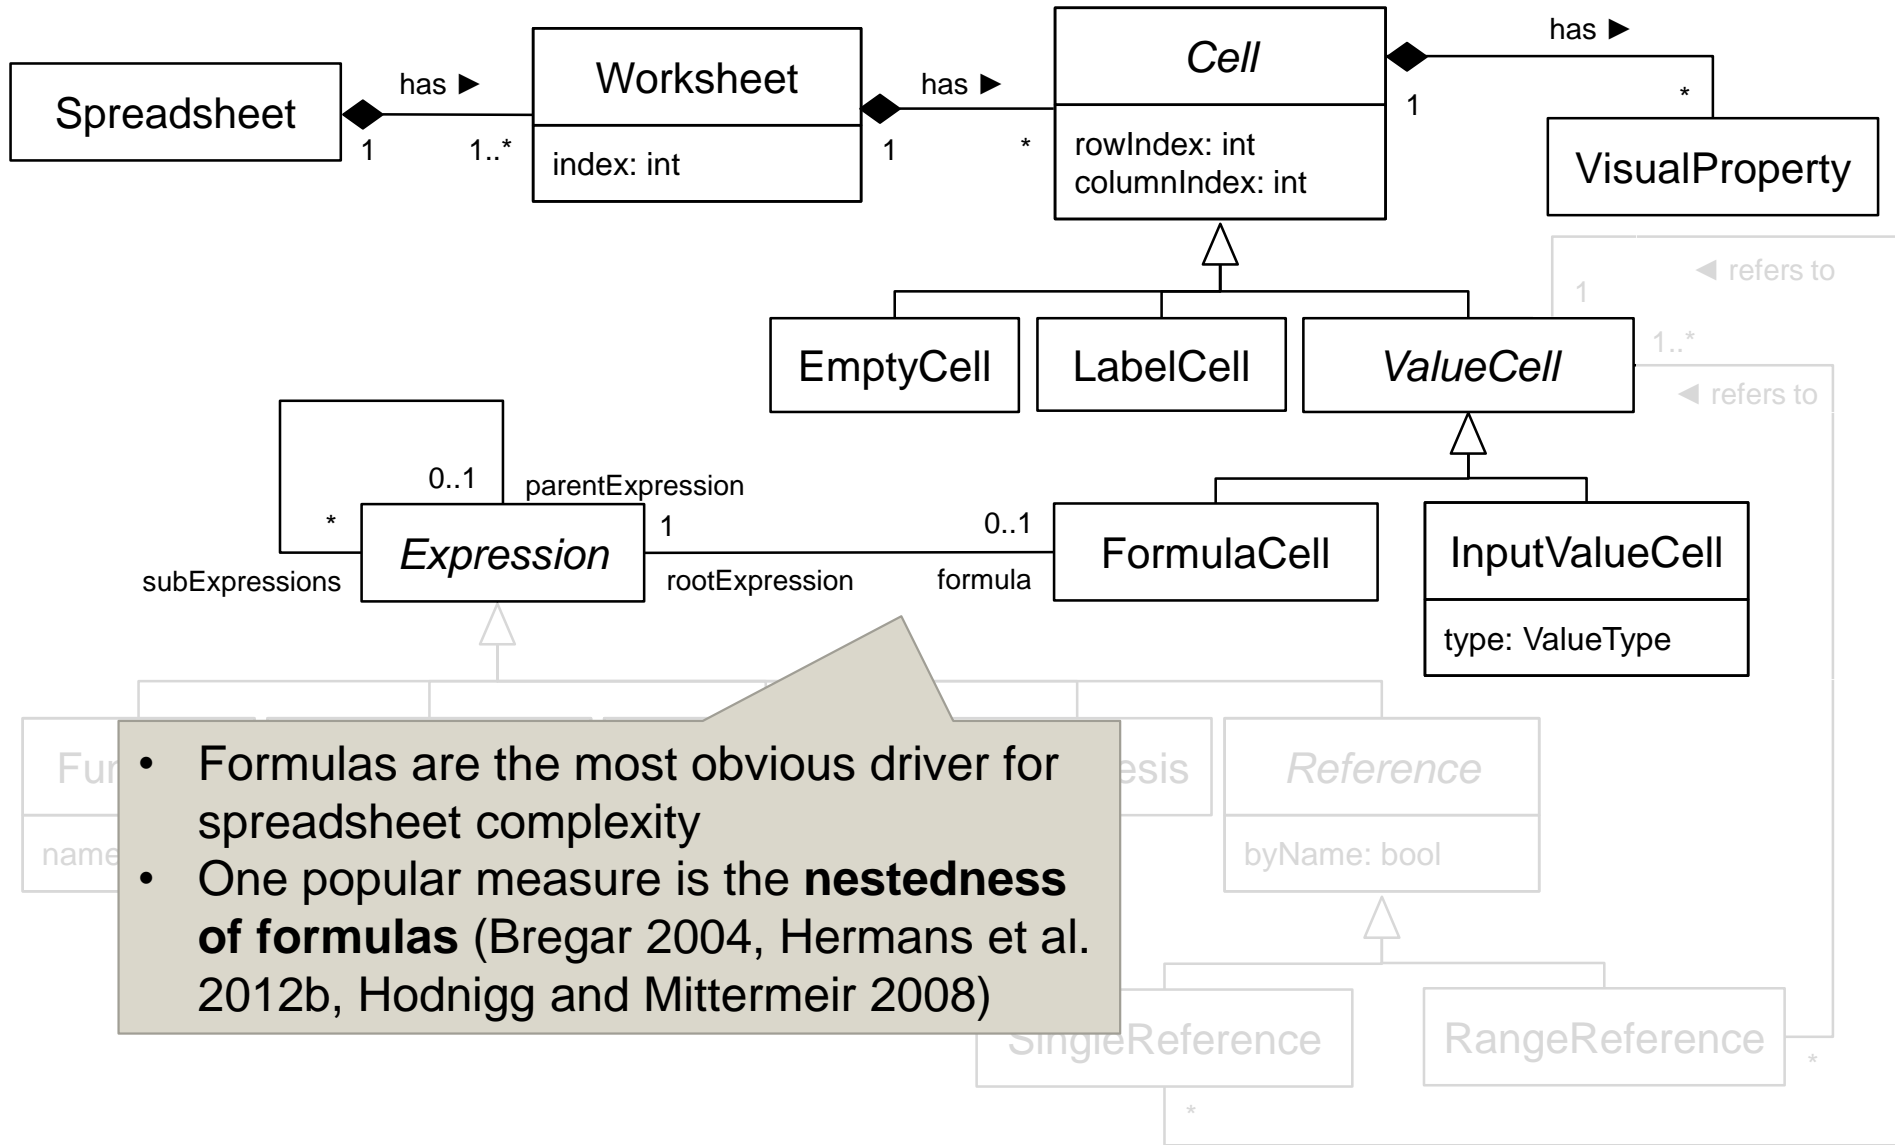 Spreadsheet
has ►
1
1..*
Worksheet
index: int
has ►
1
*
Cell
rowIndex: int
columnIndex: int
has ►
1
*
VisualProperty
◄ refers to
1
1..*
◄ refers to
EmptyCell
LabelCell
ValueCell
0..1
parentExpression
*
subExpressions
Expression
1
rootExpression
0..1
formula
FormulaCell
InputValueCell
type: ValueType
• Formulas are the most obvious driver for
spreadsheet complexity
• One popular measure is the nestedness
of formulas (Bregar 2004, Hermans et al.
2012b, Hodnigg and Mittermeir 2008)
name
Reference
byName: bool
SingleReference
RangeReference
*
*